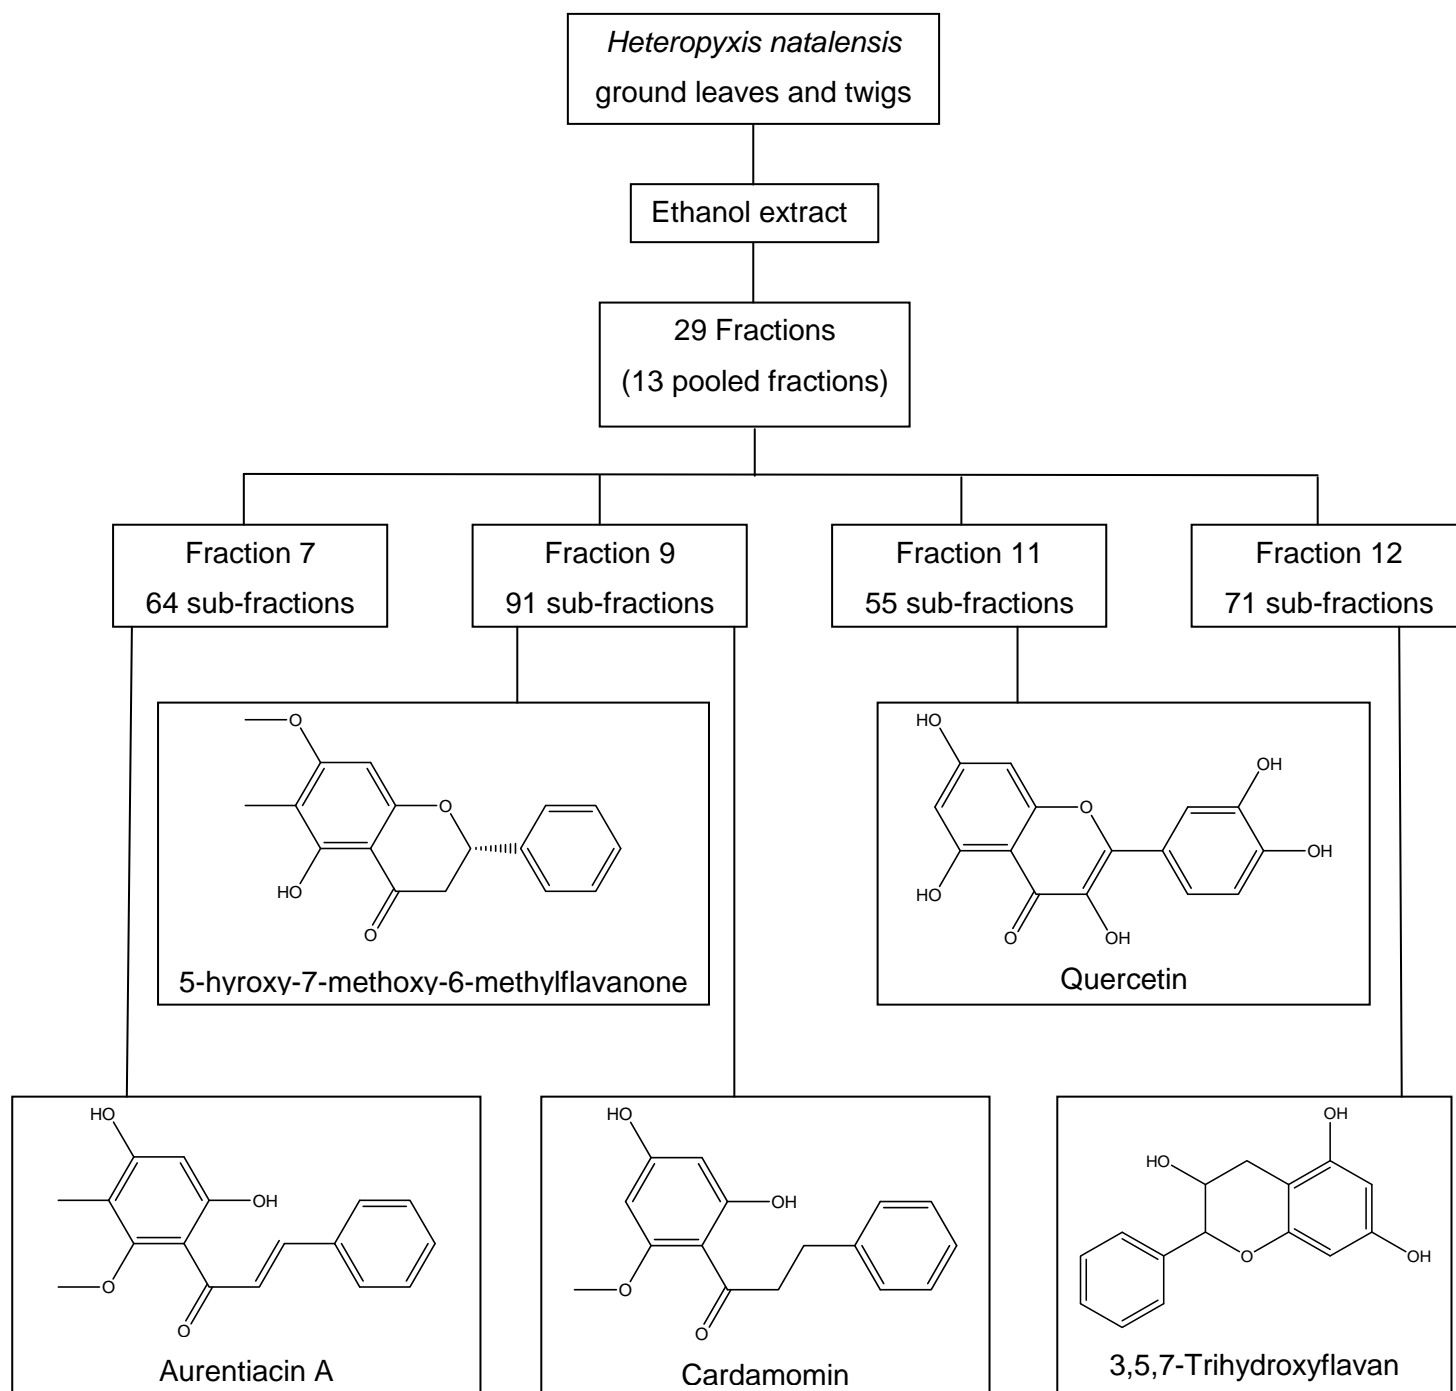 Heteropyxis natalensis
ground leaves and twigs
Ethanol extract
29 Fractions
(13 pooled fractions)
Fraction 7
64 sub-fractions
Fraction 9
91 sub-fractions
Fraction 11
55 sub-fractions
Fraction 12
71 sub-fractions
O
O
HO
O
5-hyroxy-7-methoxy-6-methylflavanone
HO
OH
O
OH
HO
O
OH
Quercetin
HO
OH
O
O
Aurentiacin A
HO
OH
O
O
Cardamomin
OH
HO
O
OH
3,5,7-Trihydroxyflavan